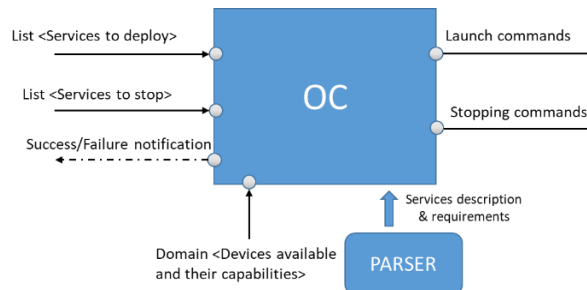 List <Services to deploy>
Launch commands
OC
List <Services to stop>
Stopping commands
Success/Failure notification
Services description
& requirements
Domain <Devices available
and their capabilities>
PARSER